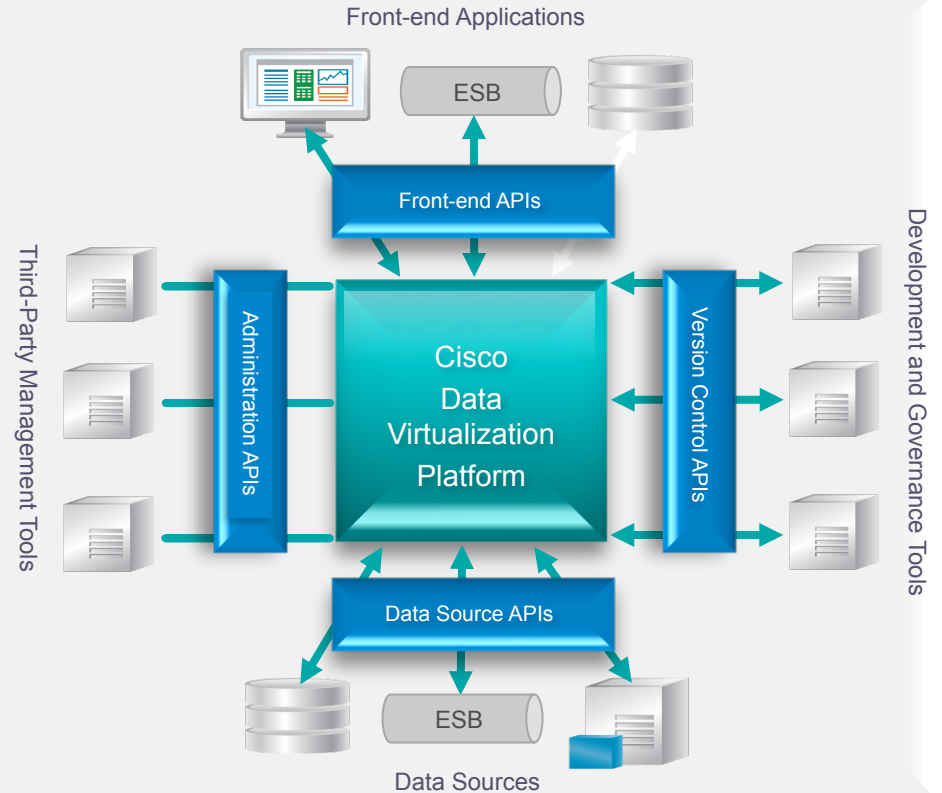 Front-end Applications
ESB
Front-end APIs
Third-Party Management Tools
Administration APIs
Cisco
Data
Virtualization
Platform
Version Control APIs
Development and Governance Tools
Data Source APIs
ESB
Data Sources